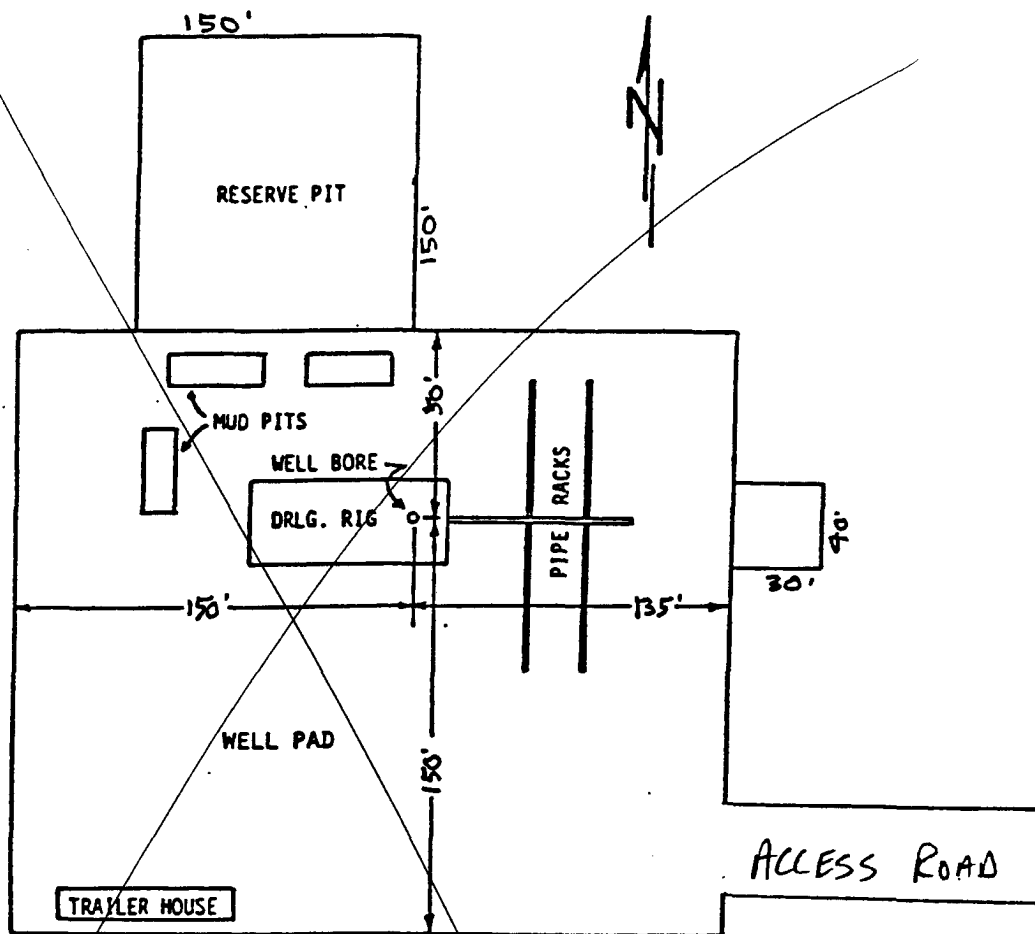 150'
N
RESERVE PIT
150'
MUD PITS
WELL BORE
DRLG. RIG
PIPE RACKS
40'
30'
150'
135'
WELL PAD
150'
ACCESS ROAD
TRAILER HOUSE